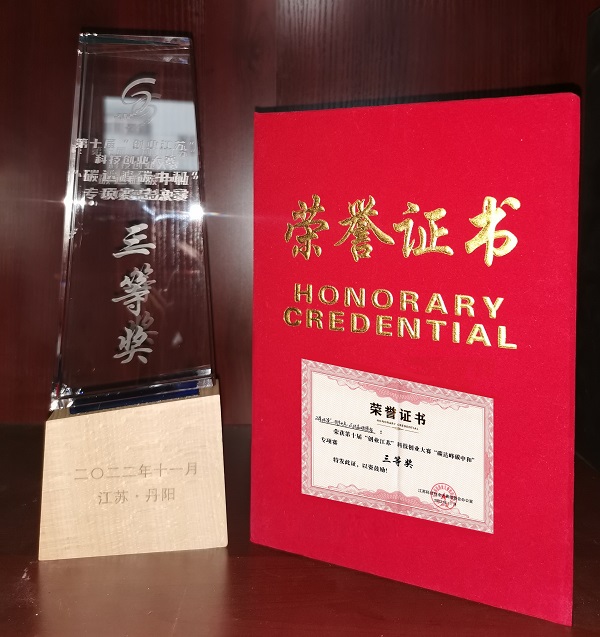 第十届“创业江苏”
科技创业大赛
“碳达峰碳中和”
专项赛总决赛
三等奖
二〇二二年十一月
江苏·丹阳
荣誉证书
HONORARY
CREDENTIAL
荣誉证书
HONORARY CREDENTIAL
荣获第十届“创业江苏”科技创业大赛“碳达峰碳中和”
专项赛
三等奖
特发此证，以资鼓励！